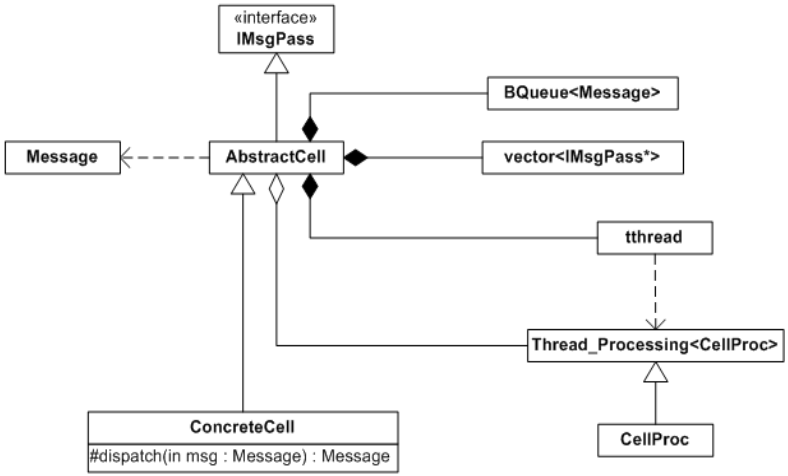 «interface»
IMsgPass
BQueue<Message>
Message
AbstractCell
vector<IMsgPass*>
tthread
Thread_Processing<CellProc>
ConcreteCell
CellProc
#dispatch(in msg : Message) : Message